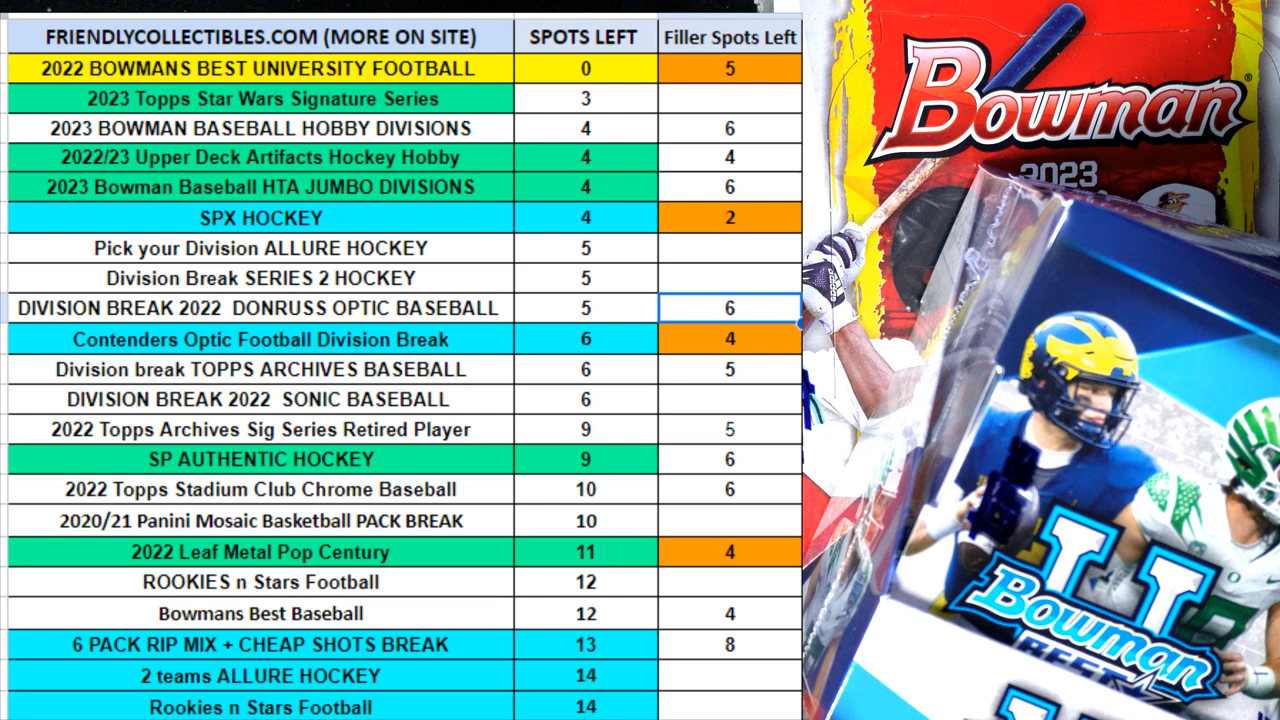 FRIENDLYCOLLECTIBLES.COM (MORE ON SITE) SPOTS LEFT Filler Spots Left
2022 BOWMANS BEST UNIVERSITY FOOTBALL 0 5
2023 Topps Star Wars Signature Series 3
2023 BOWMAN BASEBALL HOBBY DIVISIONS 4 6
2022/23 Upper Deck Artifacts Hockey Hobby 4 4
2023 Bowman Baseball HTA JUMBO DIVISIONS 4 6
SPX HOCKEY 4 2
Pick your Division ALLURE HOCKEY 5
Division Break SERIES 2 HOCKEY 5
DIVISION BREAK 2022 DONRUSS OPTIC BASEBALL 5 6
Contenders Optic Football Division Break 6 4
Division break TOPPS ARCHIVES BASEBALL 6 5
DIVISION BREAK 2022 SONIC BASEBALL 6
2022 Topps Archives Sig Series Retired Player 9 5
SP AUTHENTIC HOCKEY 9 6
2022 Topps Stadium Club Chrome Baseball 10 6
2020/21 Panini Mosaic Basketball PACK BREAK 10
2022 Leaf Metal Pop Century 11 4
ROOKIES n Stars Football 12
Bowmans Best Baseball 12 4
6 PACK RIP MIX + CHEAP SHOTS BREAK 13 8
2 teams ALLURE HOCKEY 14
Rookies n Stars Football 14
Bowman®
2023
U
Bowman
BEST